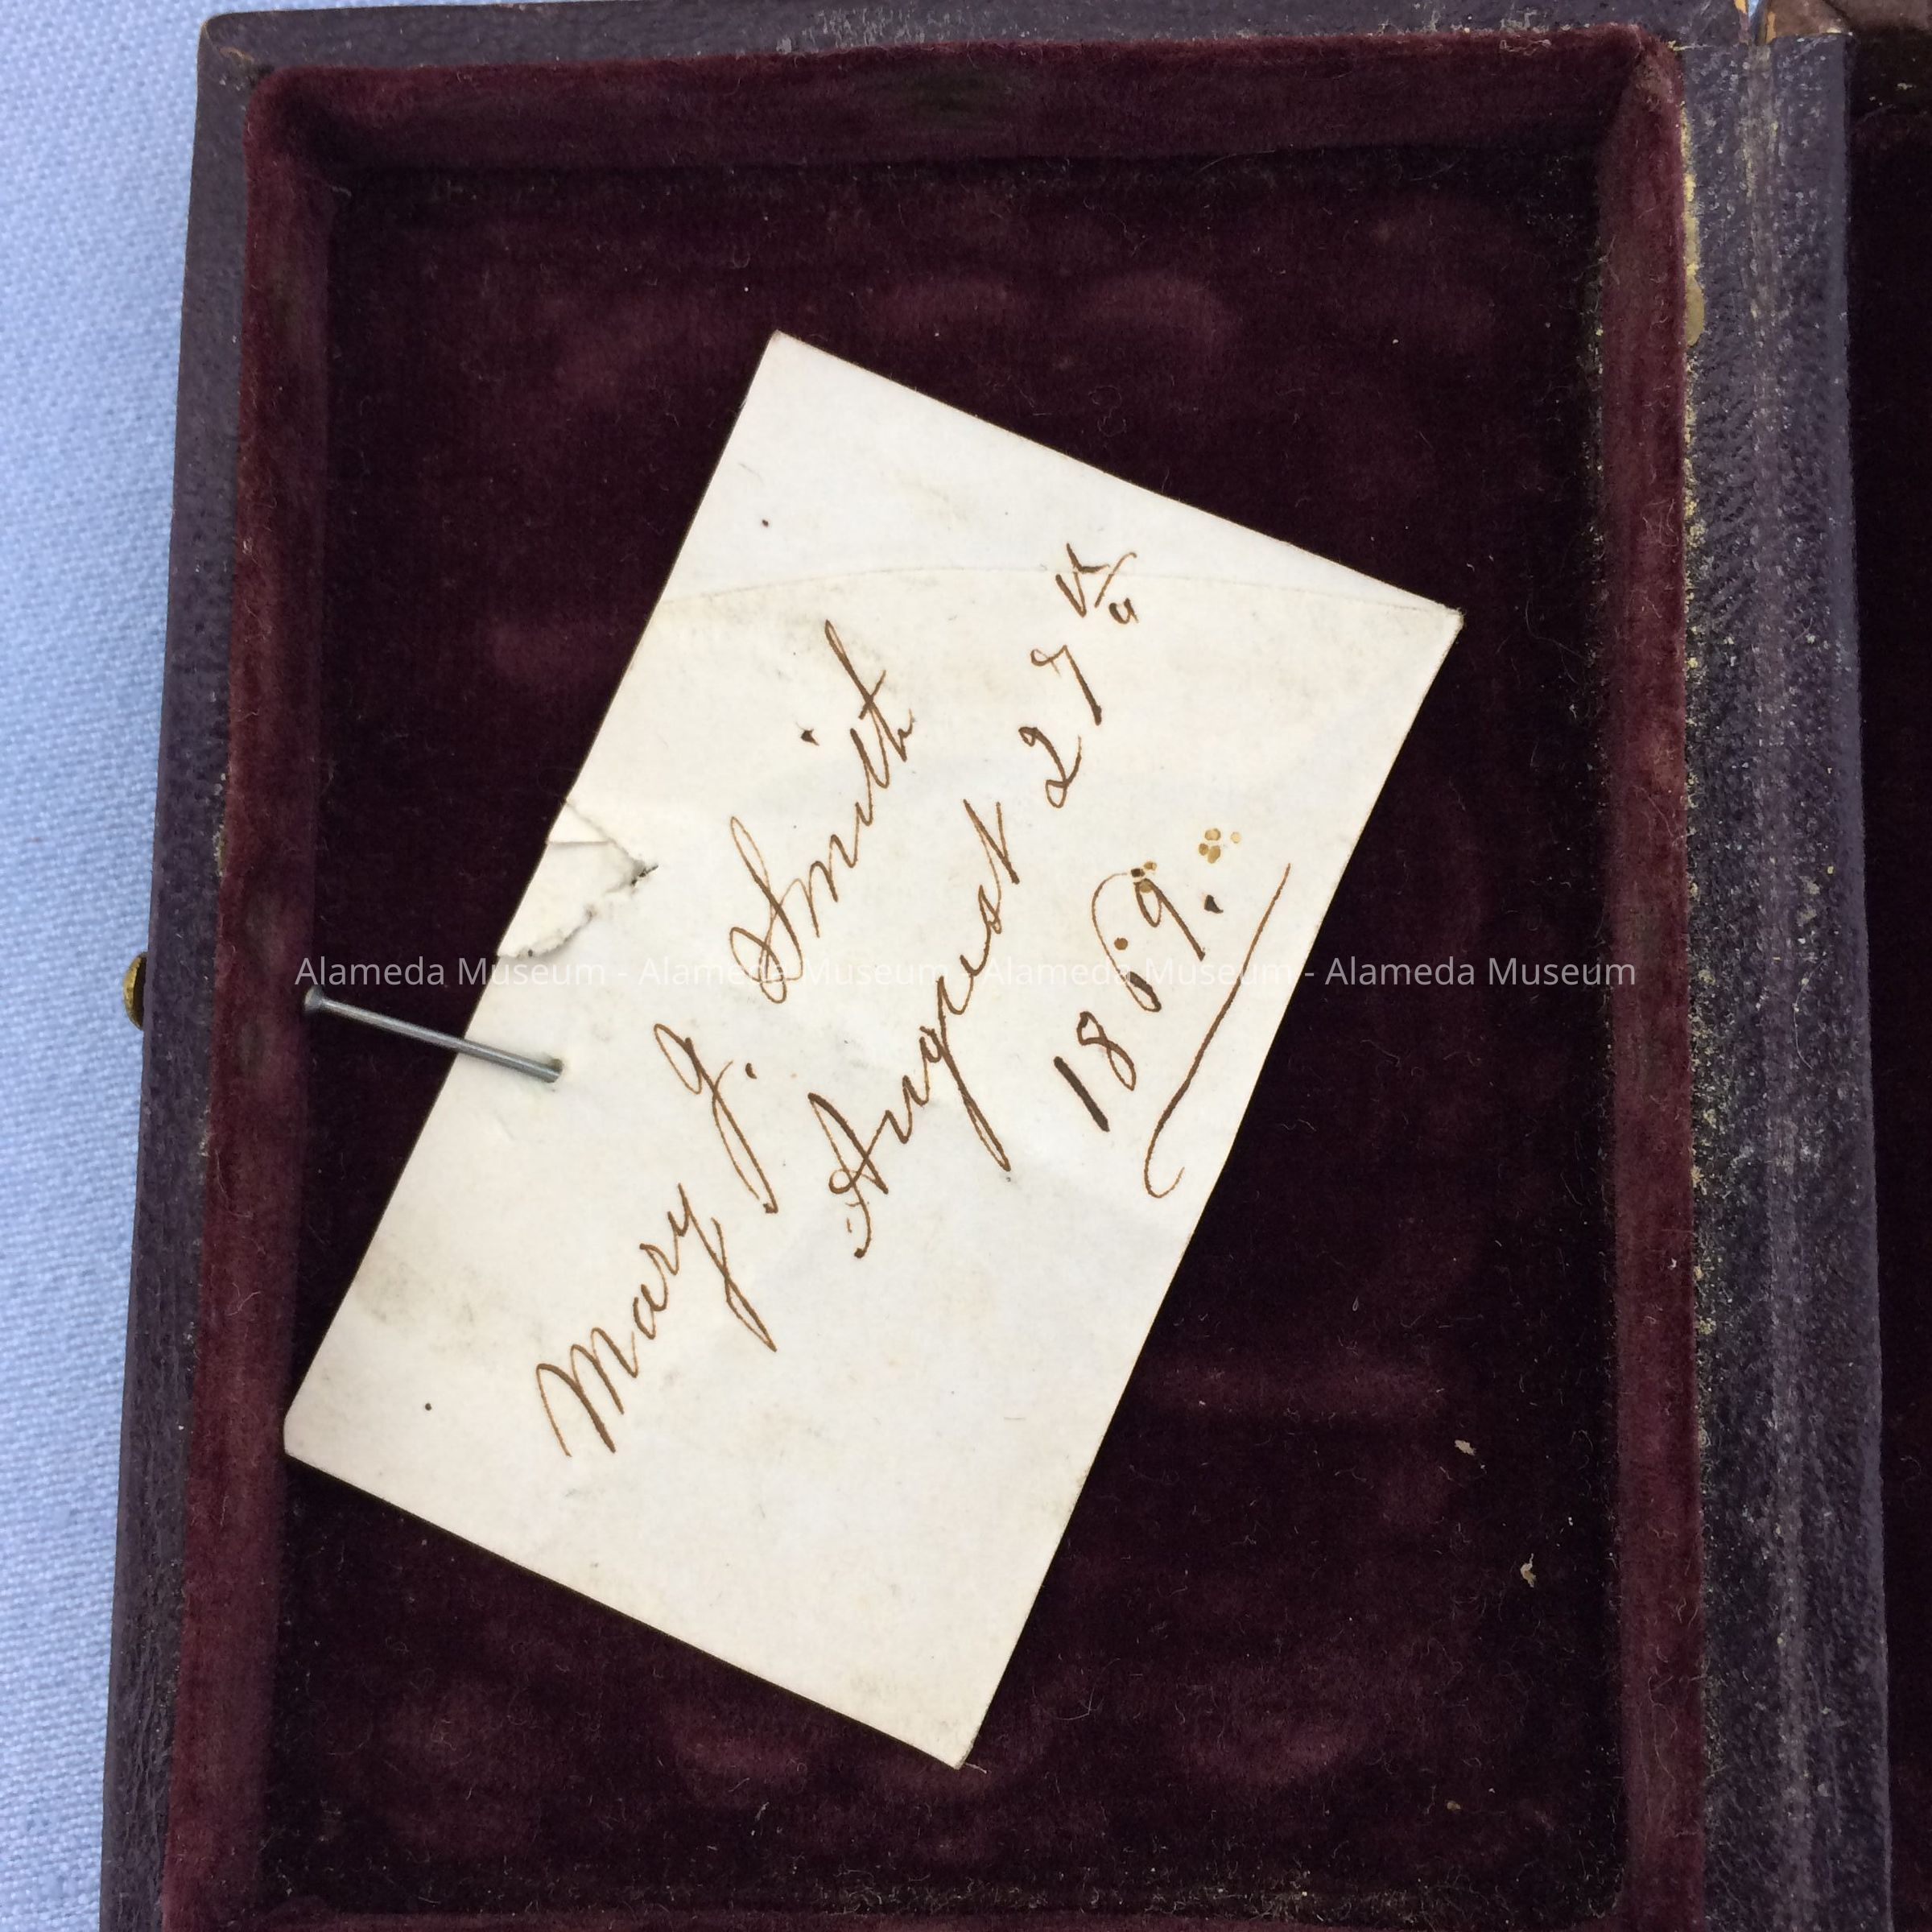 Mary J. Smith
August 27th
1869.
Alameda Museum - Alameda Museum - Alameda Museum - Alameda Museum